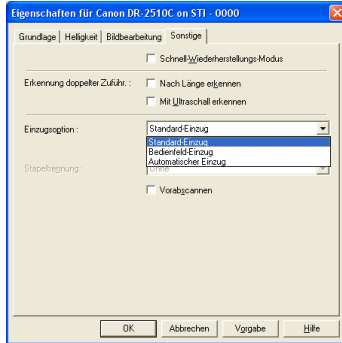 Eigenschaften für Canon DR-2510C on STI - 0000
Grundlage Helligkeit Bildbearbeitung Sonstige
Schnell-Wiederherstellungs-Modus
Erkennung doppelter Zuführ. : Nach Länge erkennen
Mit Ultraschall erkennen
Einzugsoption : Standard-Einzug
Standard-Einzug
Bedienfeld-Einzug
Automatischer Einzug
Stapeltrennung : Ohne
Vorabscannen
OK Abbrechen Vorgabe Hilfe